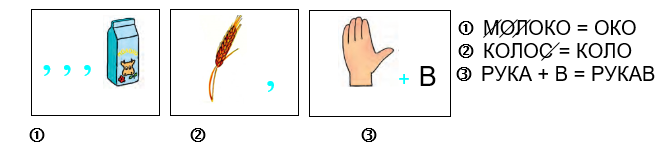 , , ,
,
+ В
① МОЛОКО = ОКО
② КОЛОС = КОЛО
③ РУКА + В = РУКАВ
① ② ③